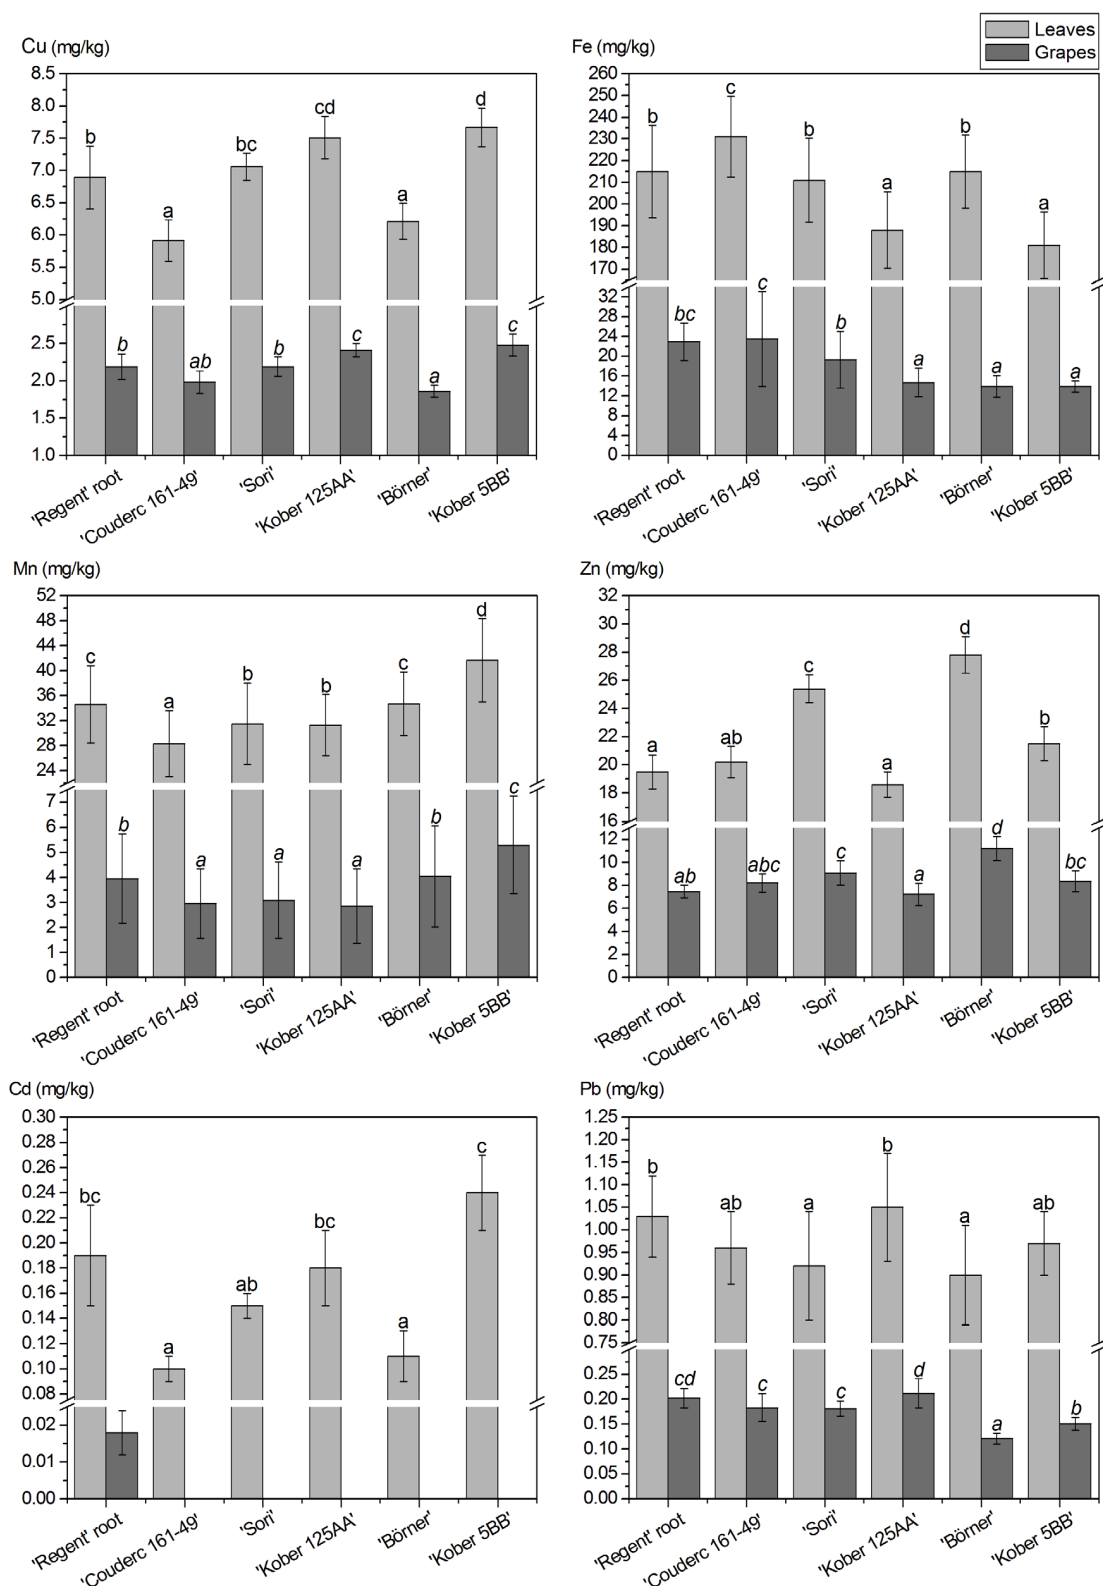 Leaves
Grapes
Cu (mg/kg)
8.5
8.0
7.5
7.0
6.5
6.0
5.5
5.0
2.5
2.0
1.5
1.0
b
a
bc
cd
a
d
b
ab
b
c
a
c
'Regent' root
'Couderc 161-49'
'Sori'
'Kober 125AA'
'Börner'
'Kober 5BB'
Fe (mg/kg)
260
250
240
230
220
210
200
190
180
170
32
28
24
20
16
12
8
4
0
b
c
b
a
b
a
bc
c
b
a
a
a
'Regent' root
'Couderc 161-49'
'Sori'
'Kober 125AA'
'Börner'
'Kober 5BB'
Mn (mg/kg)
52
48
44
40
36
32
28
24
7
6
5
4
3
2
1
0
c
a
b
b
c
d
b
a
a
a
b
c
'Regent' root
'Couderc 161-49'
'Sori'
'Kober 125AA'
'Börner'
'Kober 5BB'
Zn (mg/kg)
32
30
28
26
24
22
20
18
16
12
10
8
6
4
2
0
a
ab
c
a
d
b
ab
abc
c
a
d
bc
'Regent' root
'Couderc 161-49'
'Sori'
'Kober 125AA'
'Börner'
'Kober 5BB'
Cd (mg/kg)
0.30
0.28
0.26
0.24
0.22
0.20
0.18
0.16
0.14
0.12
0.10
0.08
0.02
0.01
0.00
bc
a
ab
bc
a
c
'Regent' root
'Couderc 161-49'
'Sori'
'Kober 125AA'
'Börner'
'Kober 5BB'
Pb (mg/kg)
1.25
1.20
1.15
1.10
1.05
1.00
0.95
0.90
0.85
0.80
0.75
0.30
0.25
0.20
0.15
0.10
0.05
0.00
b
ab
a
b
a
ab
cd
c
c
d
a
b
'Regent' root
'Couderc 161-49'
'Sori'
'Kober 125AA'
'Börner'
'Kober 5BB'